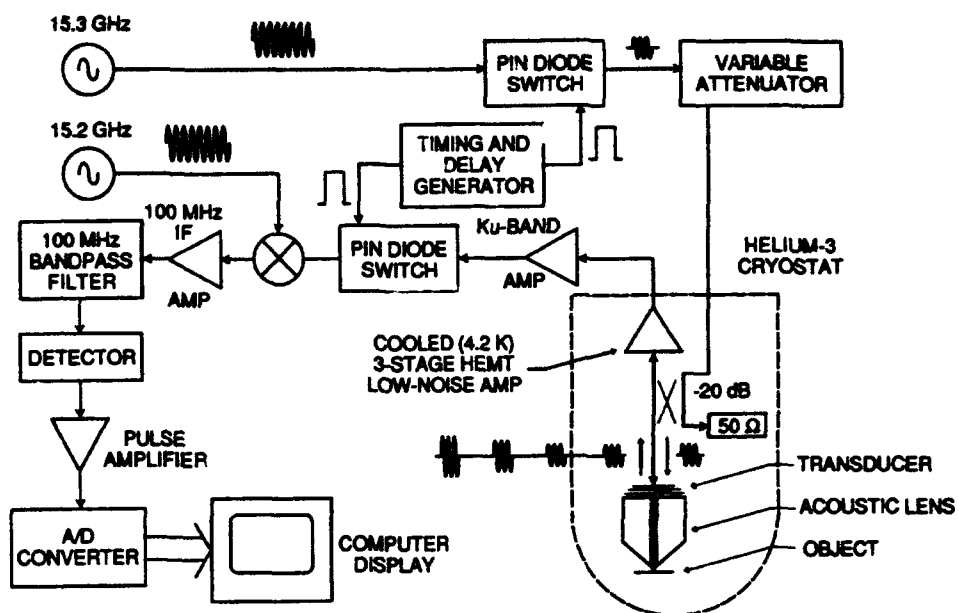 15.3 GHz
PIN DIODE
SWITCH
VARIABLE
ATTENUATOR
15.2 GHz
TIMING AND
DELAY
GENERATOR
100 MHz
IF
AMP
100 MHz
BANDPASS
FILTER
PIN DIODE
SWITCH
Ku-BAND
AMP
HELIUM-3
CRYOSTAT
DETECTOR
COOLED (4.2 K)
3-STAGE HEMT
LOW-NOISE AMP
-20 dB
50 Ω
PULSE
AMPLIFIER
TRANSDUCER
ACOUSTIC LENS
OBJECT
A/D
CONVERTER
COMPUTER
DISPLAY